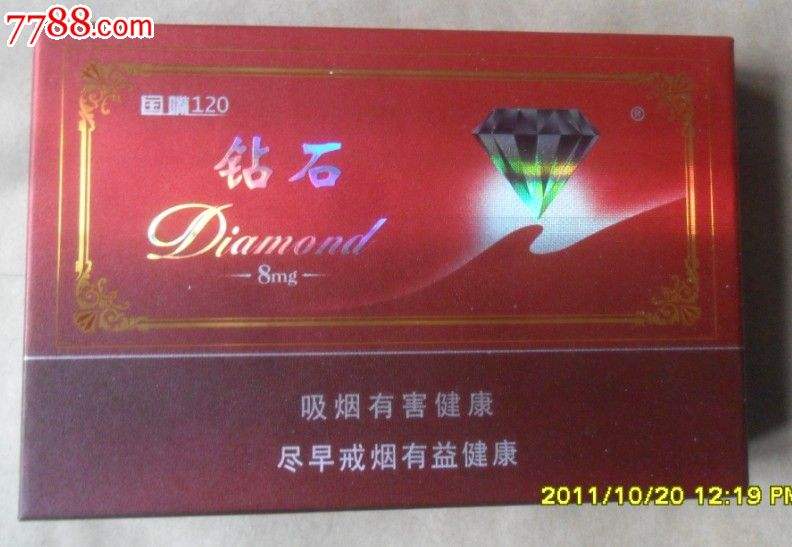 7788.com
国嘴120
®
钻石
Diamond
8mg
吸烟有害健康
尽早戒烟有益健康
2011/10/20 12:19 PM